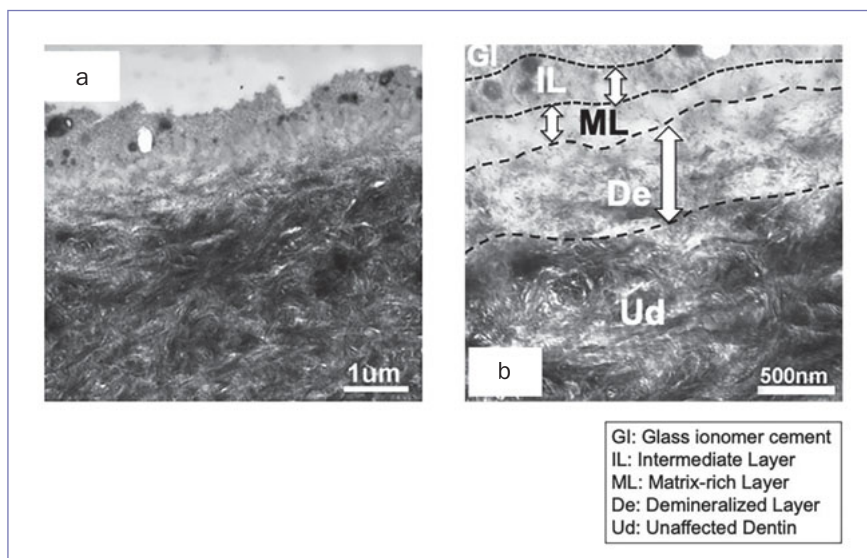 a
1um
GI
IL
ML
De
Ud
b
500nm
GI: Glass ionomer cement
IL: Intermediate Layer
ML: Matrix-rich Layer
De: Demineralized Layer
Ud: Unaffected Dentin